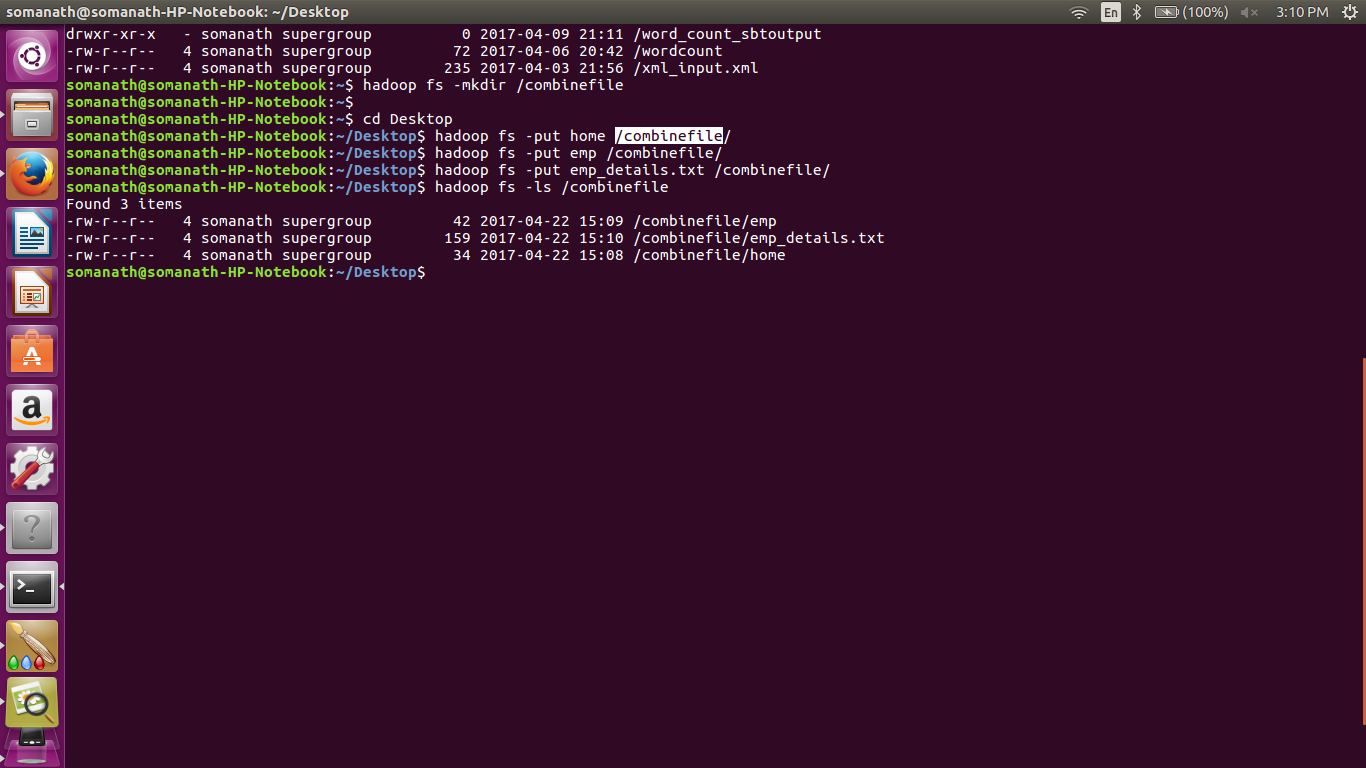 somanath@somanath-HP-Notebook: ~/Desktop En (100%) 3:10 PM
drwxr-xr-x   - somanath supergroup          0 2017-04-09 21:11 /word_count_sbtoutput
-rw-r--r--   4 somanath supergroup         72 2017-04-06 20:42 /wordcount
-rw-r--r--   4 somanath supergroup        235 2017-04-03 21:56 /xml_input.xml
somanath@somanath-HP-Notebook:~$ hadoop fs -mkdir /combinefile
somanath@somanath-HP-Notebook:~$
somanath@somanath-HP-Notebook:~$ cd Desktop
somanath@somanath-HP-Notebook:~/Desktop$ hadoop fs -put home /combinefile/
somanath@somanath-HP-Notebook:~/Desktop$ hadoop fs -put emp /combinefile/
somanath@somanath-HP-Notebook:~/Desktop$ hadoop fs -put emp_details.txt /combinefile/
somanath@somanath-HP-Notebook:~/Desktop$ hadoop fs -ls /combinefile
Found 3 items
-rw-r--r--   4 somanath supergroup         42 2017-04-22 15:09 /combinefile/emp
-rw-r--r--   4 somanath supergroup        159 2017-04-22 15:10 /combinefile/emp_details.txt
-rw-r--r--   4 somanath supergroup         34 2017-04-22 15:08 /combinefile/home
somanath@somanath-HP-Notebook:~/Desktop$